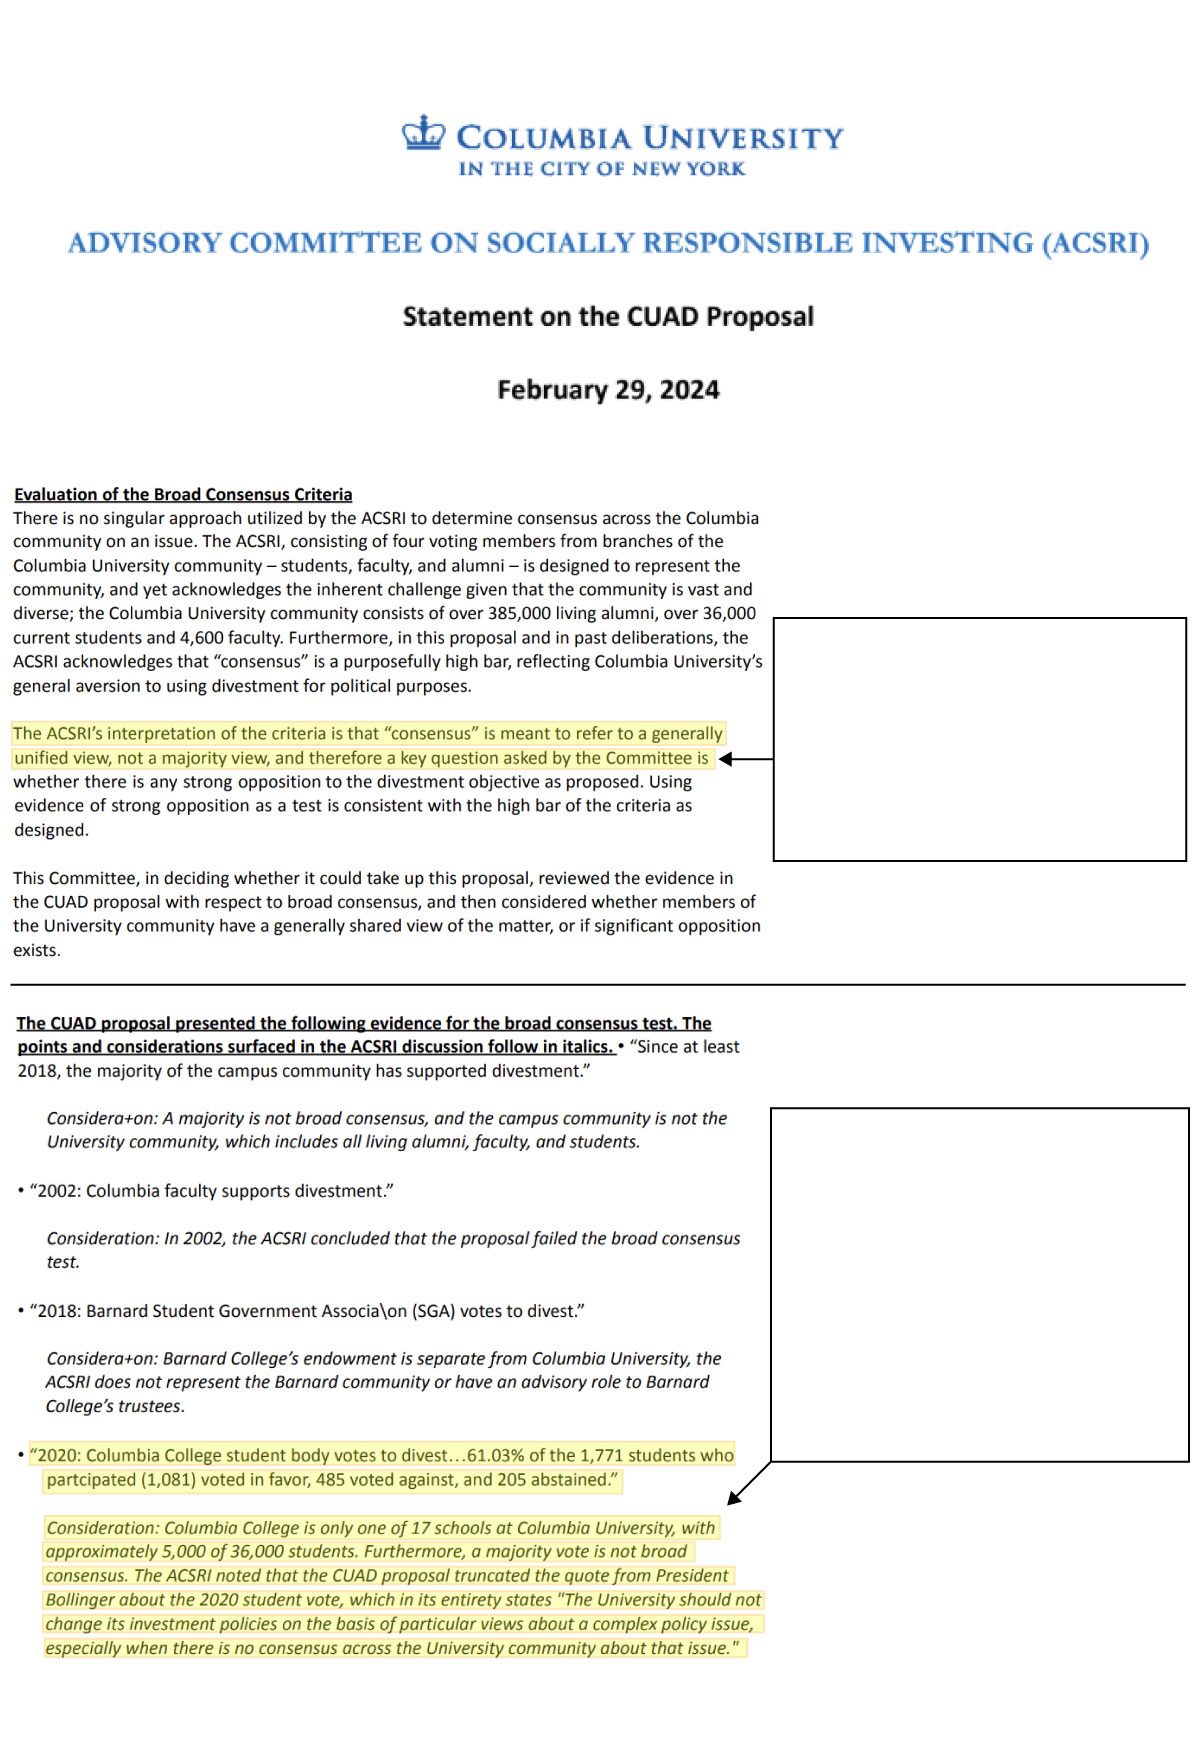 COLUMBIA UNIVERSITY
IN THE CITY OF NEW YORK
ADVISORY COMMITTEE ON SOCIALLY RESPONSIBLE INVESTING (ACSRI)
Statement on the CUAD Proposal
February 29, 2024
Evaluation of the Broad Consensus Criteria
There is no singular approach utilized by the ACSRI to determine consensus across the Columbia
community on an issue. The ACSRI, consisting of four voting members from branches of the
Columbia University community – students, faculty, and alumni – is designed to represent the
community, and yet acknowledges the inherent challenge given that the community is vast and
diverse; the Columbia University community consists of over 385,000 living alumni, over 36,000
current students and 4,600 faculty. Furthermore, in this proposal and in past deliberations, the
ACSRI acknowledges that “consensus” is a purposefully high bar, reflecting Columbia University’s
general aversion to using divestment for political purposes.
The ACSRI’s interpretation of the criteria is that “consensus” is meant to refer to a generally
unified view, not a majority view, and therefore a key question asked by the Committee is
whether there is any strong opposition to the divestment objective as proposed. Using
evidence of strong opposition as a test is consistent with the high bar of the criteria as
designed.
This Committee, in deciding whether it could take up this proposal, reviewed the evidence in
the CUAD proposal with respect to broad consensus, and then considered whether members of
the University community have a generally shared view of the matter, or if significant opposition
exists.
The CUAD proposal presented the following evidence for the broad consensus test. The
points and considerations surfaced in the ACSRI discussion follow in italics. • “Since at least
2018, the majority of the campus community has supported divestment.”
Considera+on: A majority is not broad consensus, and the campus community is not the
University community, which includes all living alumni, faculty, and students.
• “2002: Columbia faculty supports divestment.”
Consideration: In 2002, the ACSRI concluded that the proposal failed the broad consensus
test.
• “2018: Barnard Student Government Associa\on (SGA) votes to divest.”
Considera+on: Barnard College’s endowment is separate from Columbia University, the
ACSRI does not represent the Barnard community or have an advisory role to Barnard
College’s trustees.
• “2020: Columbia College student body votes to divest…61.03% of the 1,771 students who
partcipated (1,081) voted in favor, 485 voted against, and 205 abstained.”
Consideration: Columbia College is only one of 17 schools at Columbia University, with
approximately 5,000 of 36,000 students. Furthermore, a majority vote is not broad
consensus. The ACSRI noted that the CUAD proposal truncated the quote from President
Bollinger about the 2020 student vote, which in its entirety states "The University should not
change its investment policies on the basis of particular views about a complex policy issue,
especially when there is no consensus across the University community about that issue."